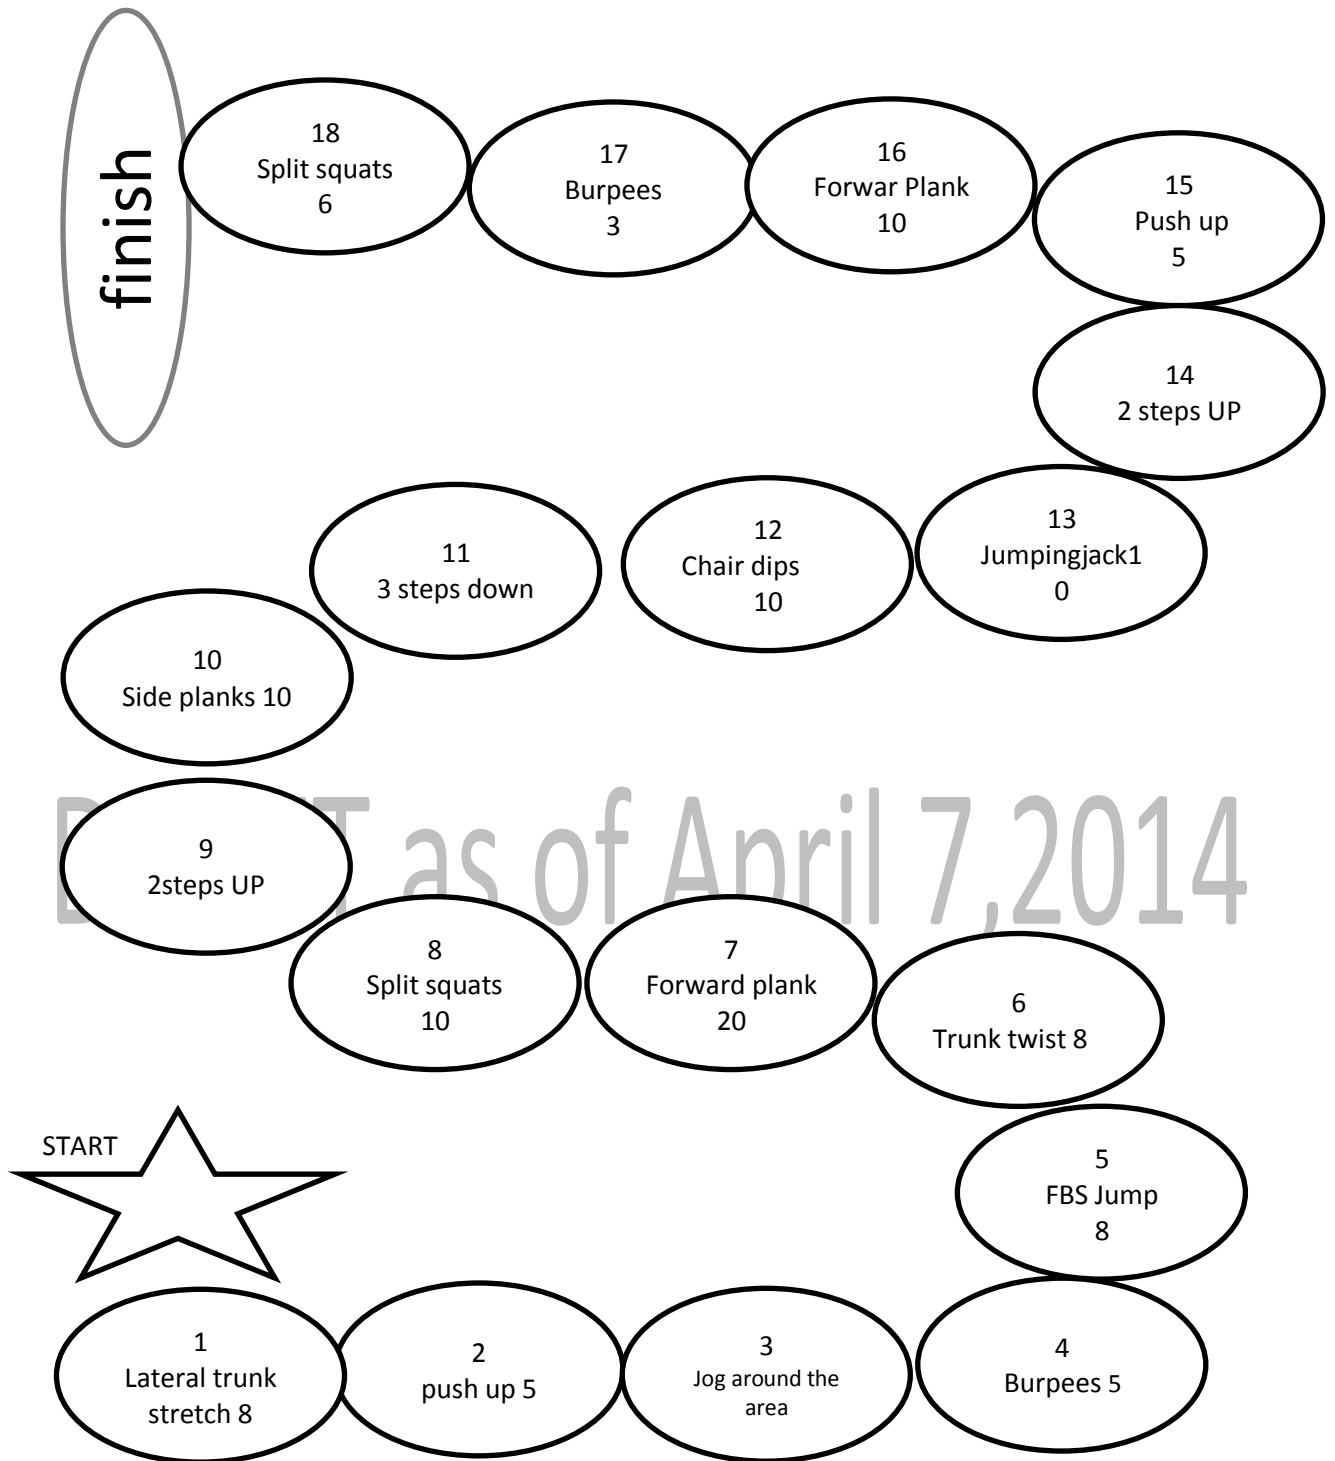 finish
18
Split squats
6
17
Burpees
3
16
Forwar Plank
10
15
Push up
5
14
2 steps UP
13
Jumpingjack1
0
12
Chair dips
10
11
3 steps down
10
Side planks 10
as of April 7,2014
9
2steps UP
8
Split squats
10
7
Forward plank
20
6
Trunk twist 8
START
5
FBS Jump
8
1
Lateral trunk
stretch 8
2
push up 5
3
Jog around the
area
4
Burpees 5